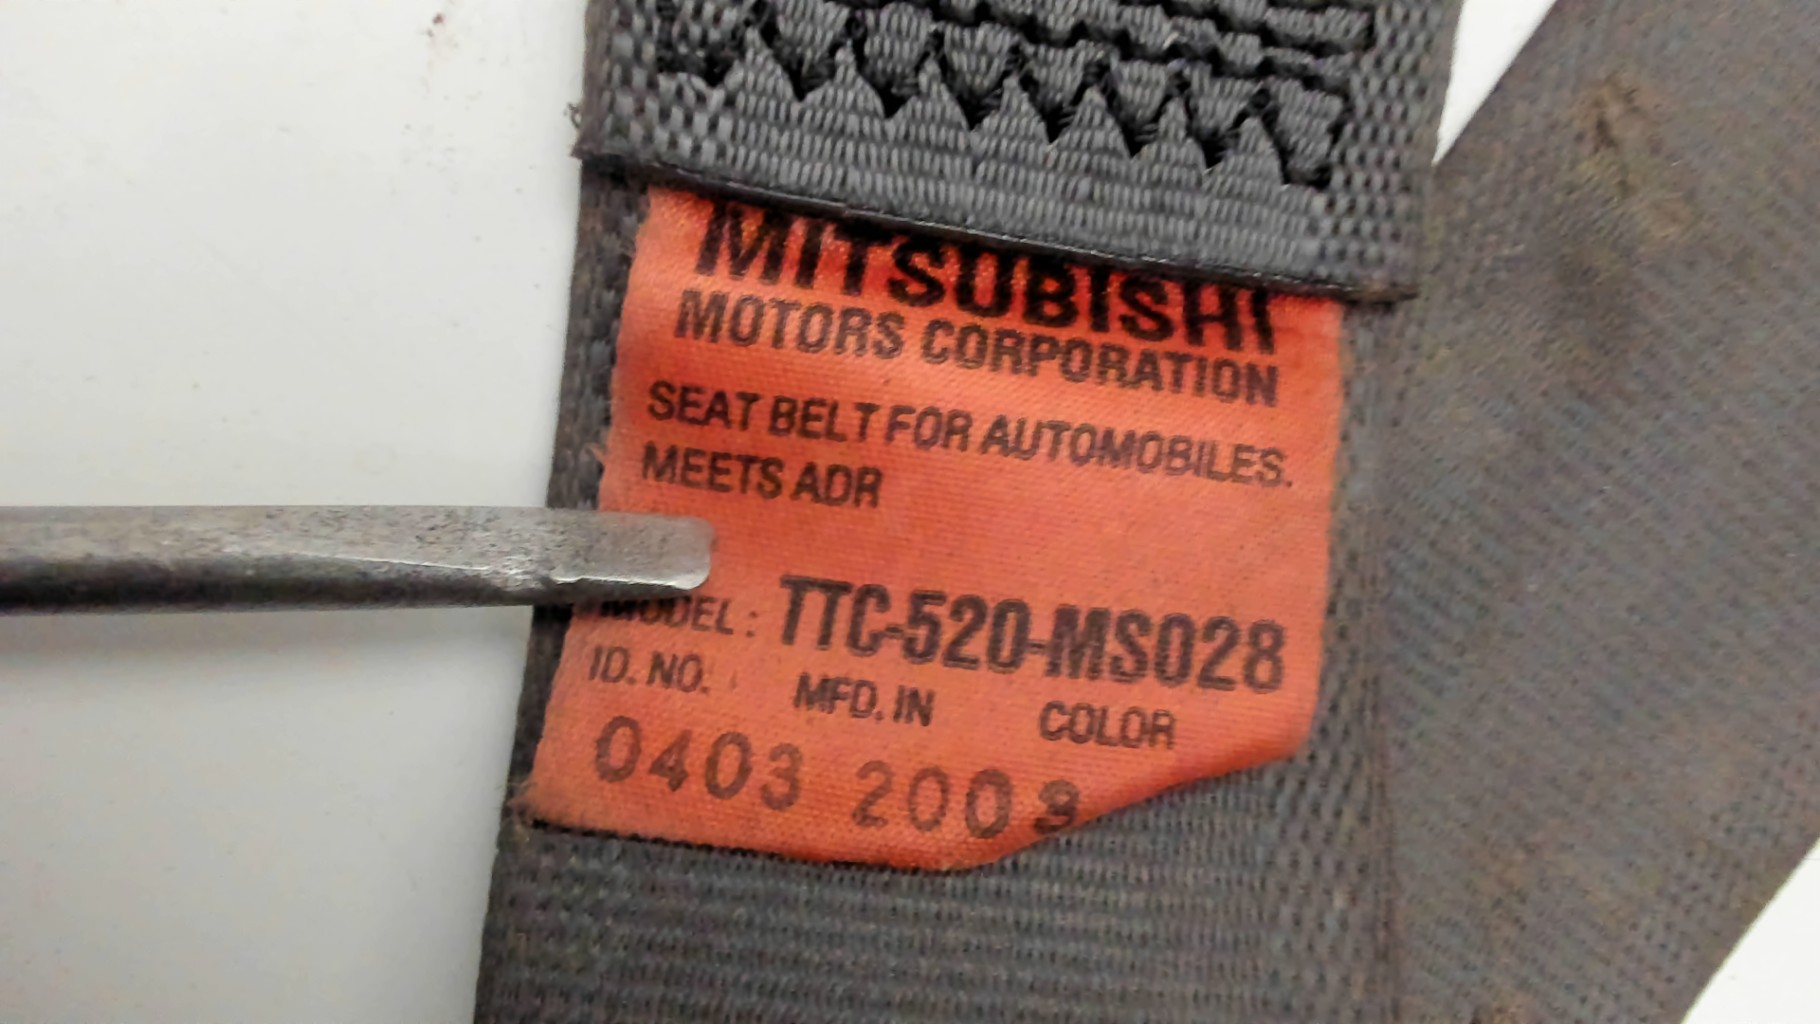 MITSUBISHI
MOTORS CORPORATION
SEAT BELT FOR AUTOMOBILES.
MEETS ADR
MODEL: TTC-520-MS028
ID. NO. MFD. IN COLOR
0403 2003